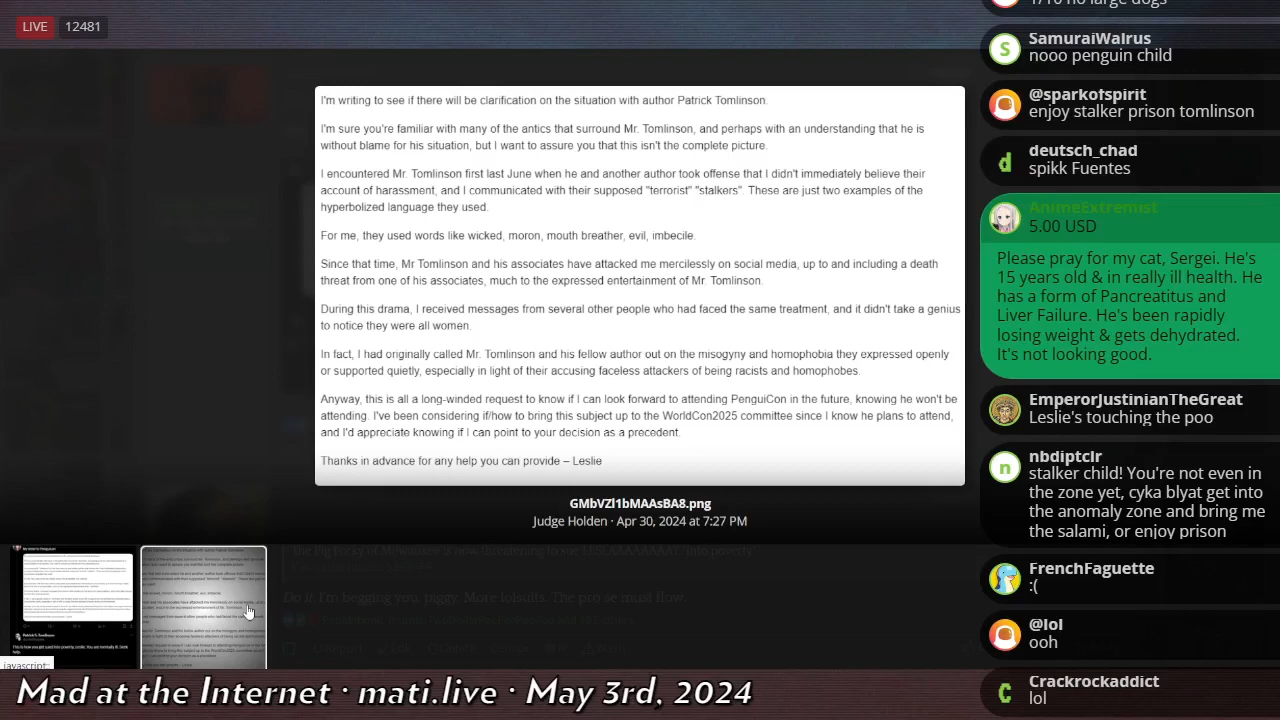 LIVE 12481
I'm writing to see if there will be clarification on the situation with author Patrick Tomlinson.
I'm sure you're familiar with many of the antics that surround Mr. Tomlinson, and perhaps with an understanding that he is
without blame for his situation, but I want to assure you that this isn't the complete picture.
I encountered Mr. Tomlinson first last June when he and another author took offense that I didn't immediately believe their
account of harassment, and I communicated with their supposed "terrorist" "stalkers". These are just two examples of the
hyperbolized language they used.
For me, they used words like wicked, moron, mouth breather, evil, imbecile.
Since that time, Mr Tomlinson and his associates have attacked me mercilessly on social media, up to and including a death
threat from one of his associates, much to the expressed entertainment of Mr. Tomlinson.
During this drama, I received messages from several other people who had faced the same treatment, and it didn't take a genius
to notice they were all women.
In fact, I had originally called Mr. Tomlinson and his fellow author out on the misogyny and homophobia they expressed openly
or supported quietly, especially in light of their accusing faceless attackers of being racists and homophobes.
Anyway, this is all a long-winded request to know if I can look forward to attending PenguiCon in the future, knowing he won't be
attending. I've been considering if/how to bring this subject up to the WorldCon2025 committee since I know he plans to attend,
and I'd appreciate knowing if I can point to your decision as a precedent.
Thanks in advance for any help you can provide – Leslie
GMbVZl1bMAAsBA8.png
Judge Holden · Apr 30, 2024 at 7:27 PM
javascript:
Mad at the Internet · mati.live · May 3rd, 2024
1/10 no large dogs
SamuraiWalrus
nooo penguin child
@sparkofspirit
enjoy stalker prison tomlinson
deutsch_chad
spikk Fuentes
AnimeExtremist
5.00 USD
Please pray for my cat, Sergei. He's
15 years old & in really ill health. He
has a form of Pancreatitus and
Liver Failure. He's been rapidly
losing weight & gets dehydrated.
It's not looking good.
EmperorJustinianTheGreat
Leslie's touching the poo
nbdiptclr
stalker child! You're not even in
the zone yet, cyka blyat get into
the anomaly zone and bring me
the salami, or enjoy prison
FrenchFaguette
:(
@lol
ooh
Crackrockaddict
lol